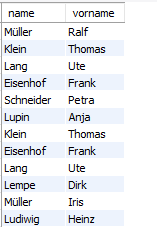 name vorname
Müller Ralf
Klein Thomas
Lang Ute
Eisenhof Frank
Schneider Petra
Lupin Anja
Klein Thomas
Eisenhof Frank
Lang Ute
Lempe Dirk
Müller Iris
Ludwig Heinz